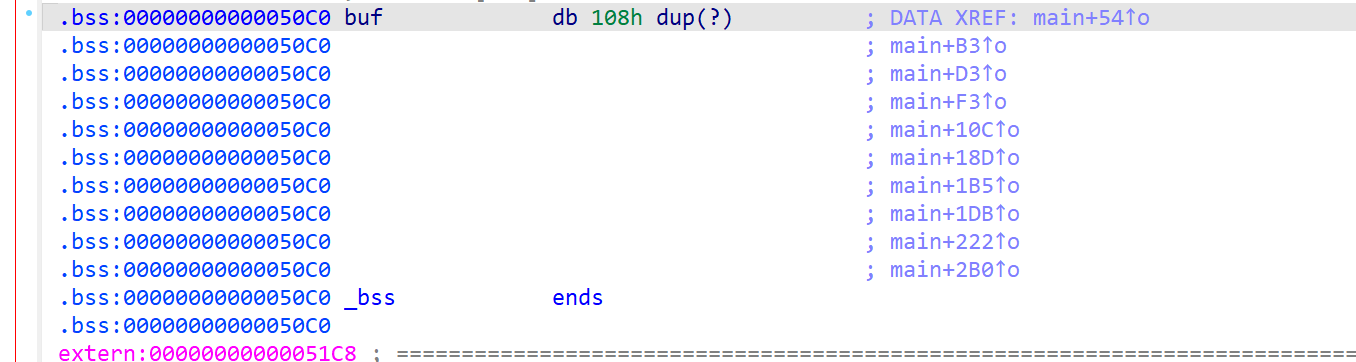 .bss:00000000000050C0 buf db 108h dup(?) ; DATA XREF: main+54↑o
.bss:00000000000050C0 ; main+B3↑o
.bss:00000000000050C0 ; main+D3↑o
.bss:00000000000050C0 ; main+F3↑o
.bss:00000000000050C0 ; main+10C↑o
.bss:00000000000050C0 ; main+18D↑o
.bss:00000000000050C0 ; main+1B5↑o
.bss:00000000000050C0 ; main+1DB↑o
.bss:00000000000050C0 ; main+222↑o
.bss:00000000000050C0 ; main+2B0↑o
.bss:00000000000050C0 _bss ends
.bss:00000000000050C0
extern:00000000000051C8 ; ===========================================================================